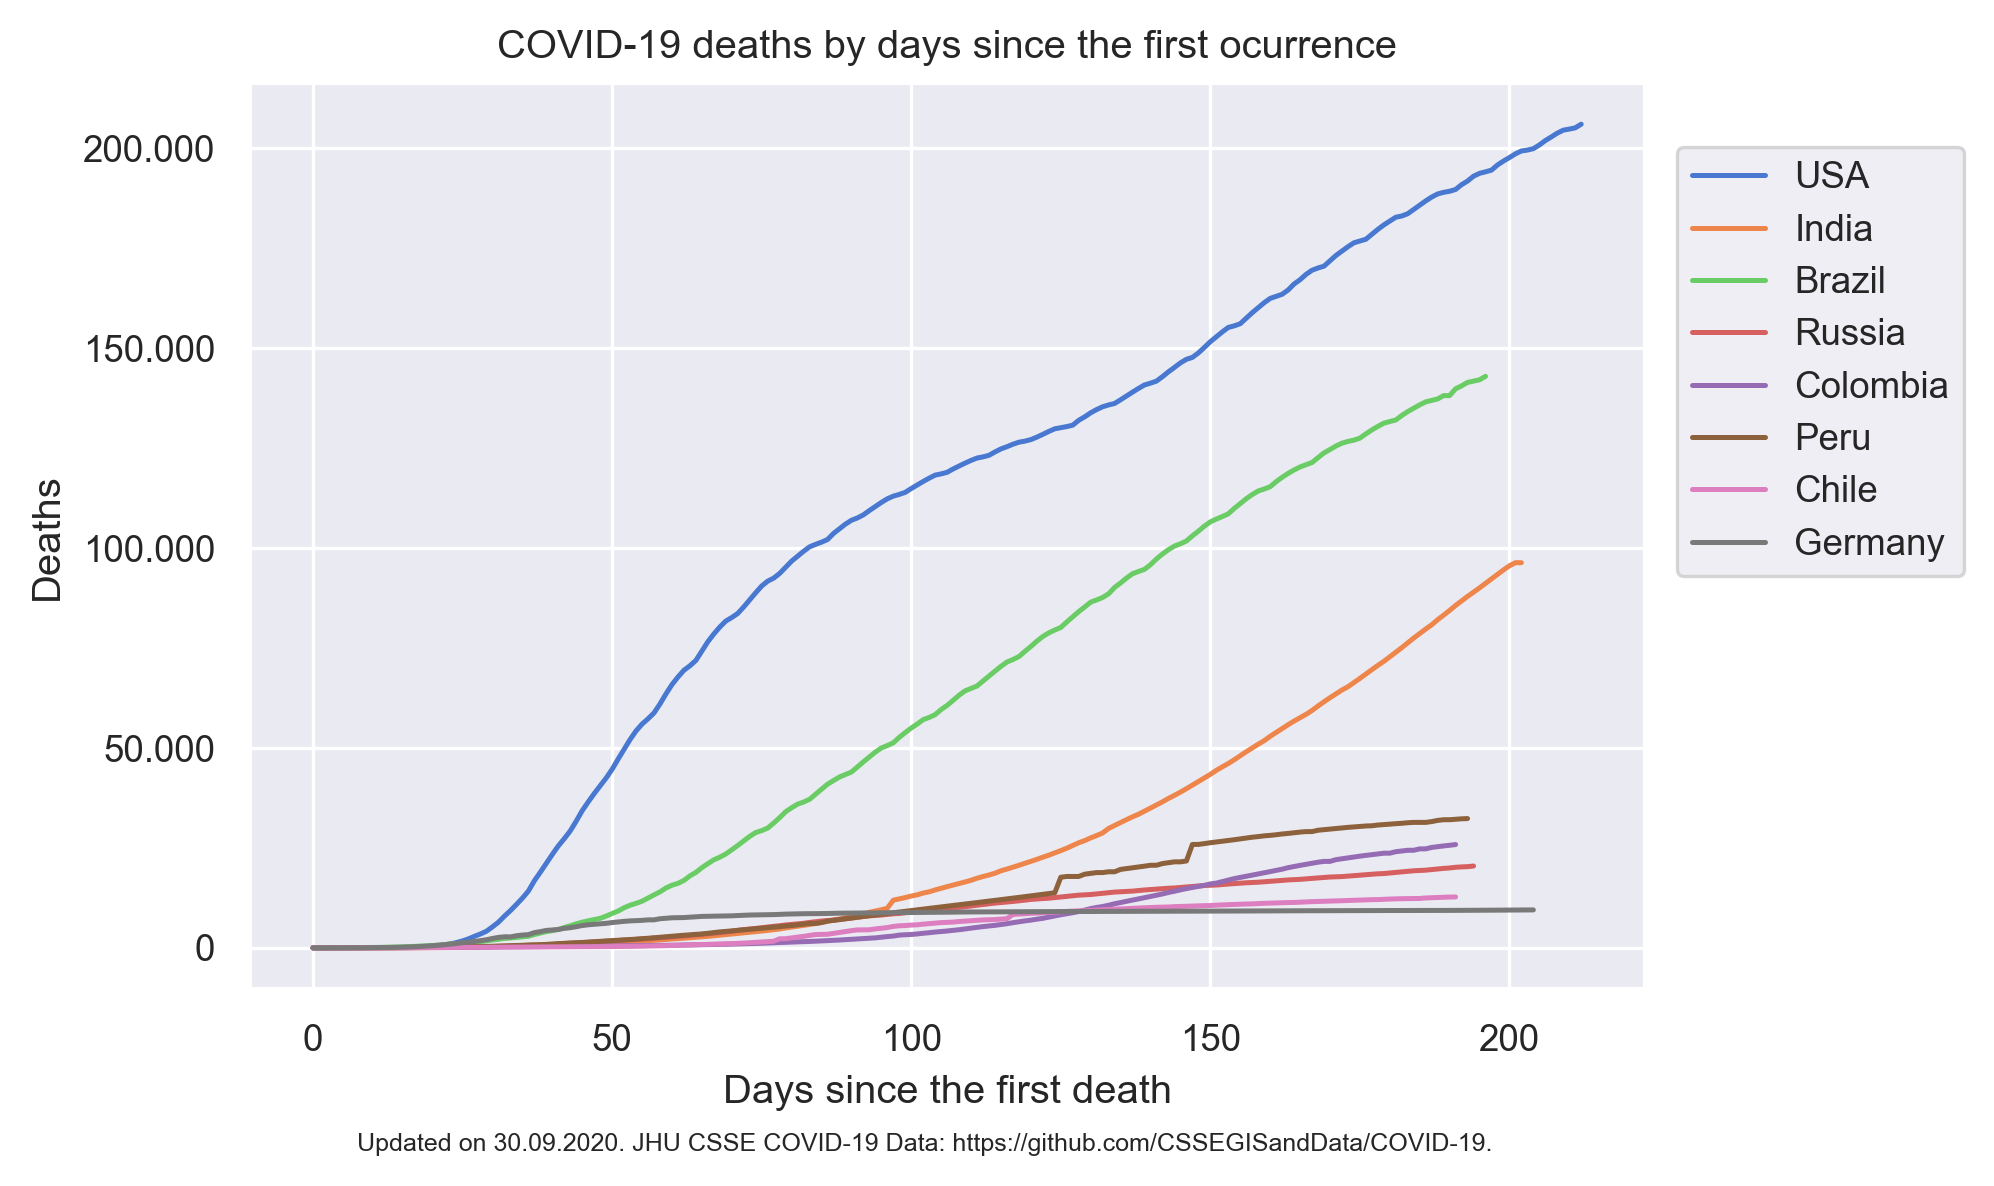 COVID-19 deaths by days since the first ocurrence
200.000
150.000
100.000
50.000
0
Deaths
0 50 100 150 200
Days since the first death
USA
India
Brazil
Russia
Colombia
Peru
Chile
Germany
Updated on 30.09.2020. JHU CSSE COVID-19 Data: https://github.com/CSSEGISandData/COVID-19.